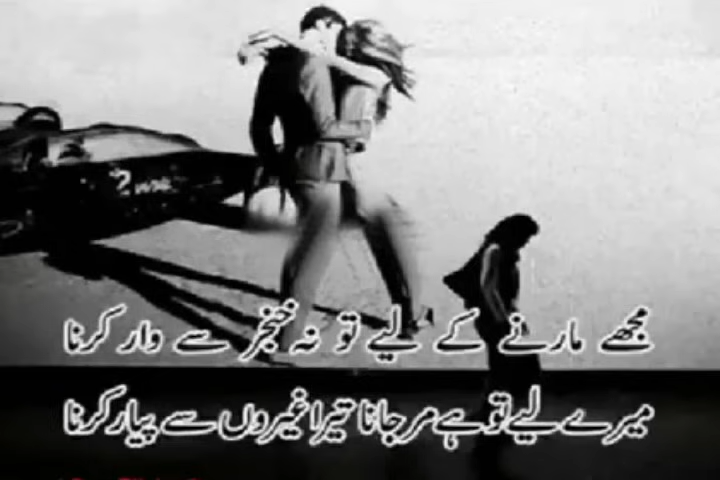 مجھے مارنے کے لیے تو نہ خنجر سے وار کرنا
میرے لیے تو ہے مر جانا تیرا غیروں سے پیار کرنا